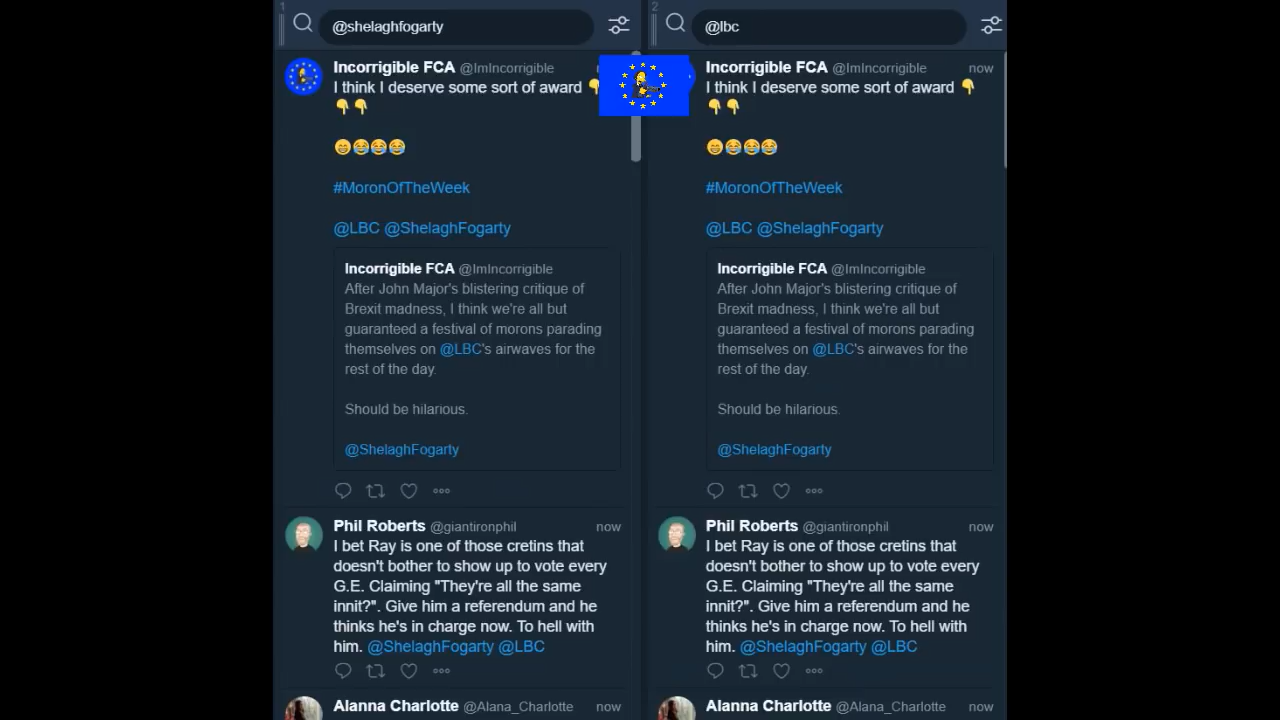 1
@shelaghfogarty
Incorrigible FCA @ImIncorrigible
I think I deserve some sort of award 👇
👇👇
😁😂😂😂
#MoronOfTheWeek
@LBC @ShelaghFogarty
Incorrigible FCA @ImIncorrigible
After John Major's blistering critique of
Brexit madness, I think we're all but
guaranteed a festival of morons parading
themselves on @LBC's airwaves for the
rest of the day.
Should be hilarious.
@ShelaghFogarty
Phil Roberts @giantironphil now
I bet Ray is one of those cretins that
doesn't bother to show up to vote every
G.E. Claiming "They're all the same
innit?". Give him a referendum and he
thinks he's in charge now. To hell with
him. @ShelaghFogarty @LBC
Alanna Charlotte @Alana_Charlotte now
2
@lbc
Incorrigible FCA @ImIncorrigible now
I think I deserve some sort of award 👇
👇👇
😁😂😂😂
#MoronOfTheWeek
@LBC @ShelaghFogarty
Incorrigible FCA @ImIncorrigible
After John Major's blistering critique of
Brexit madness, I think we're all but
guaranteed a festival of morons parading
themselves on @LBC's airwaves for the
rest of the day.
Should be hilarious.
@ShelaghFogarty
Phil Roberts @giantironphil now
I bet Ray is one of those cretins that
doesn't bother to show up to vote every
G.E. Claiming "They're all the same
innit?". Give him a referendum and he
thinks he's in charge now. To hell with
him. @ShelaghFogarty @LBC
Alanna Charlotte @Alana_Charlotte now